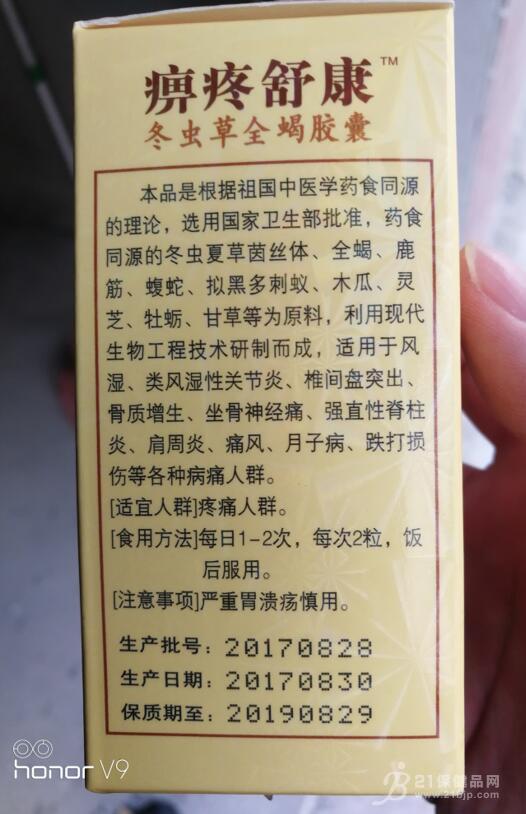 痹疼舒康™
冬虫草全蝎胶囊
本品是根据祖国中医学药食同源
的理论，选用国家卫生部批准，药食
同源的冬虫夏草茵丝体、全蝎、鹿
筋、蝮蛇、拟黑多刺蚁、木瓜、灵
芝、牡蛎、甘草等为原料，利用现代
生物工程技术研制而成，适用于风
湿、类风湿性关节炎、椎间盘突出、
骨质增生、坐骨神经痛、强直性脊柱
炎、肩周炎、痛风、月子病、跌打损
伤等各种病痛人群。
[适宜人群]疼痛人群。
[食用方法]每日1-2次，每次2粒，饭
后服用。
[注意事项]严重胃溃疡慎用。
生产批号：20170828
生产日期：20170830
保质期至：20190829
honor V9
21保健品网
www.21bjp.com